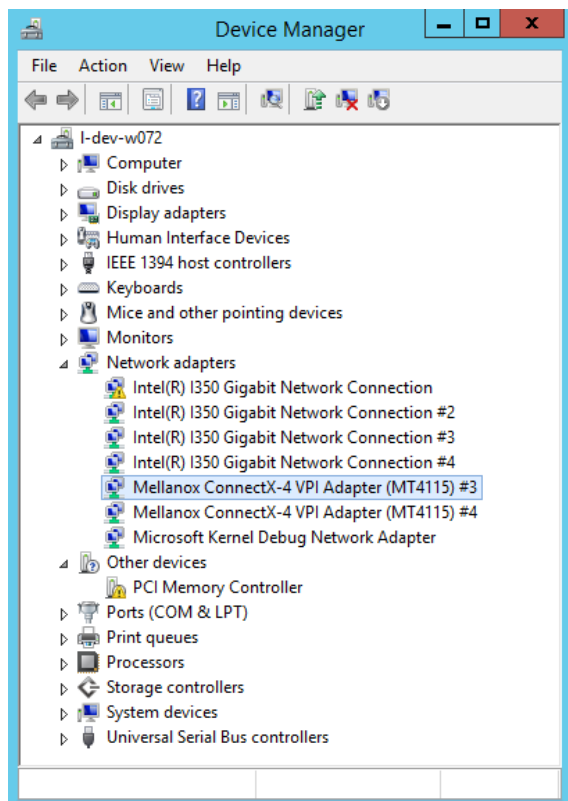 Device Manager
x
File Action View Help
?
l-dev-w072
Computer
Disk drives
Display adapters
Human Interface Devices
IEEE 1394 host controllers
Keyboards
Mice and other pointing devices
Monitors
Network adapters
Intel(R) I350 Gigabit Network Connection
Intel(R) I350 Gigabit Network Connection #2
Intel(R) I350 Gigabit Network Connection #3
Intel(R) I350 Gigabit Network Connection #4
Mellanox ConnectX-4 VPI Adapter (MT4115) #3
Mellanox ConnectX-4 VPI Adapter (MT4115) #4
Microsoft Kernel Debug Network Adapter
Other devices
PCI Memory Controller
Ports (COM & LPT)
Print queues
Processors
Storage controllers
System devices
Universal Serial Bus controllers